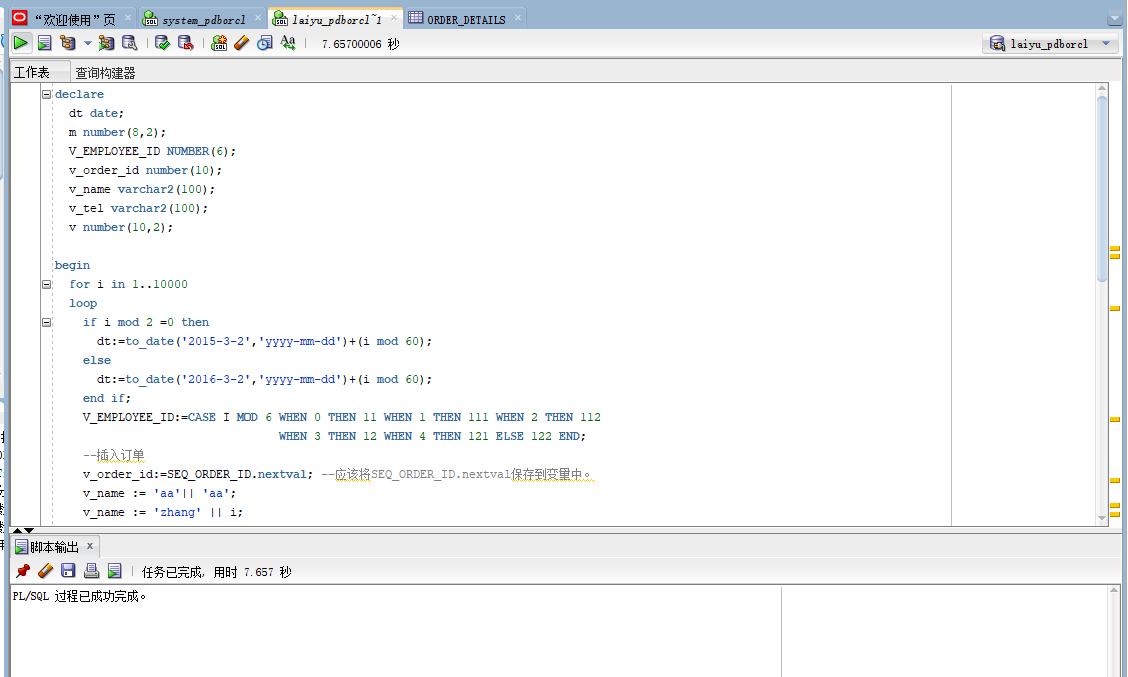 “欢迎使用”页 system_pdborcl laiyu_pdborcl~1 ORDER_DETAILS
7.65700006 秒 laiyu_pdborcl
工作表 查询构建器
declare
dt date;
m number(8,2);
V_EMPLOYEE_ID NUMBER(6);
v_order_id number(10);
v_name varchar2(100);
v_tel varchar2(100);
v number(10,2);
begin
for i in 1..10000
loop
if i mod 2 =0 then
dt:=to_date('2015-3-2','yyyy-mm-dd')+(i mod 60);
else
dt:=to_date('2016-3-2','yyyy-mm-dd')+(i mod 60);
end if;
V_EMPLOYEE_ID:=CASE I MOD 6 WHEN 0 THEN 11 WHEN 1 THEN 111 WHEN 2 THEN 112
WHEN 3 THEN 12 WHEN 4 THEN 121 ELSE 122 END;
--插入订单
v_order_id:=SEQ_ORDER_ID.nextval; --应该将SEQ_ORDER_ID.nextval保存到变量中。
v_name := 'aa'|| 'aa';
v_name := 'zhang' || i;
脚本输出
任务已完成, 用时 7.657 秒
PL/SQL 过程已成功完成。